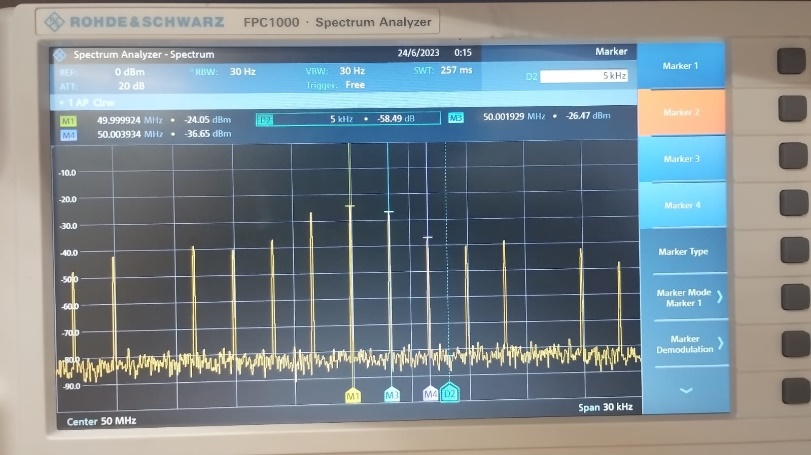 ROHDE&SCHWARZ FPC1000 · Spectrum Analyzer
Spectrum Analyzer - Spectrum 24/6/2023 0:15 Marker
REF: 0 dBm RBW: 30 Hz VBW: 30 Hz SWT: 257 ms
ATT: 20 dB Trigger: Free
D2 5 kHz
1 AP Clrw
M1 49.999924 MHz • -24.05 dBm D2 5 kHz • -58.49 dB M3 50.001929 MHz • -26.47 dBm
M4 50.003934 MHz • -36.65 dBm
-10.0
-20.0
-30.0
-40.0
-50.0
-60.0
-70.0
-80.0
-90.0
M1 M3 M4 D2
Center 50 MHz Span 30 kHz
Marker 1
Marker 2
Marker 3
Marker 4
Marker Type
Marker Mode
Marker 1
Marker
Demodulation